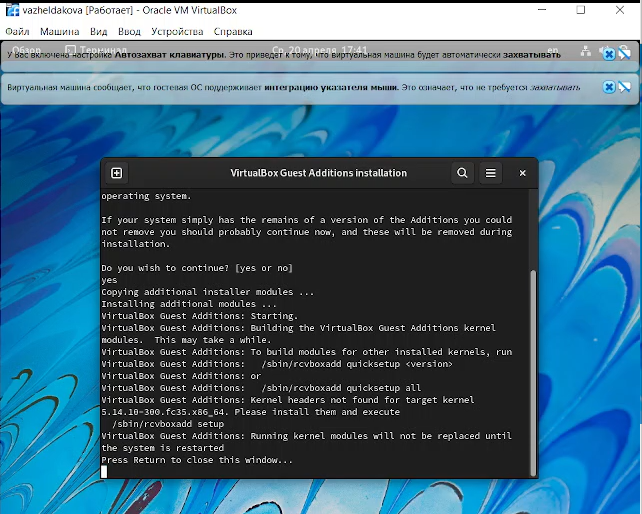 vazheldakova [Работает] - Oracle VM VirtualBox
Файл Машина Вид Ввод Устройства Справка
Обзор Терминал Ср, 20 апреля, 17:41 en
У вас включена настройка Автозахват клавиатуры. Это приведет к тому, что виртуальная машина будет автоматически захватывать
Виртуальная машина сообщает, что гостевая ОС поддерживает интеграцию указателя мыши. Это означает, что не требуется захватывать
VirtualBox Guest Additions installation
operating system.
If your system simply has the remains of a version of the Additions you could
not remove you should probably continue now, and these will be removed during
installation.
Do you wish to continue? [yes or no]
yes
Copying additional installer modules ...
Installing additional modules ...
VirtualBox Guest Additions: Starting.
VirtualBox Guest Additions: Building the VirtualBox Guest Additions kernel
modules.  This may take a while.
VirtualBox Guest Additions: To build modules for other installed kernels, run
VirtualBox Guest Additions:   /sbin/rcvboxadd quicksetup <version>
VirtualBox Guest Additions: or
VirtualBox Guest Additions:   /sbin/rcvboxadd quicksetup all
VirtualBox Guest Additions: Kernel headers not found for target kernel
5.14.10-300.fc35.x86_64. Please install them and execute
  /sbin/rcvboxadd setup
VirtualBox Guest Additions: Running kernel modules will not be replaced until
the system is restarted
Press Return to close this window...